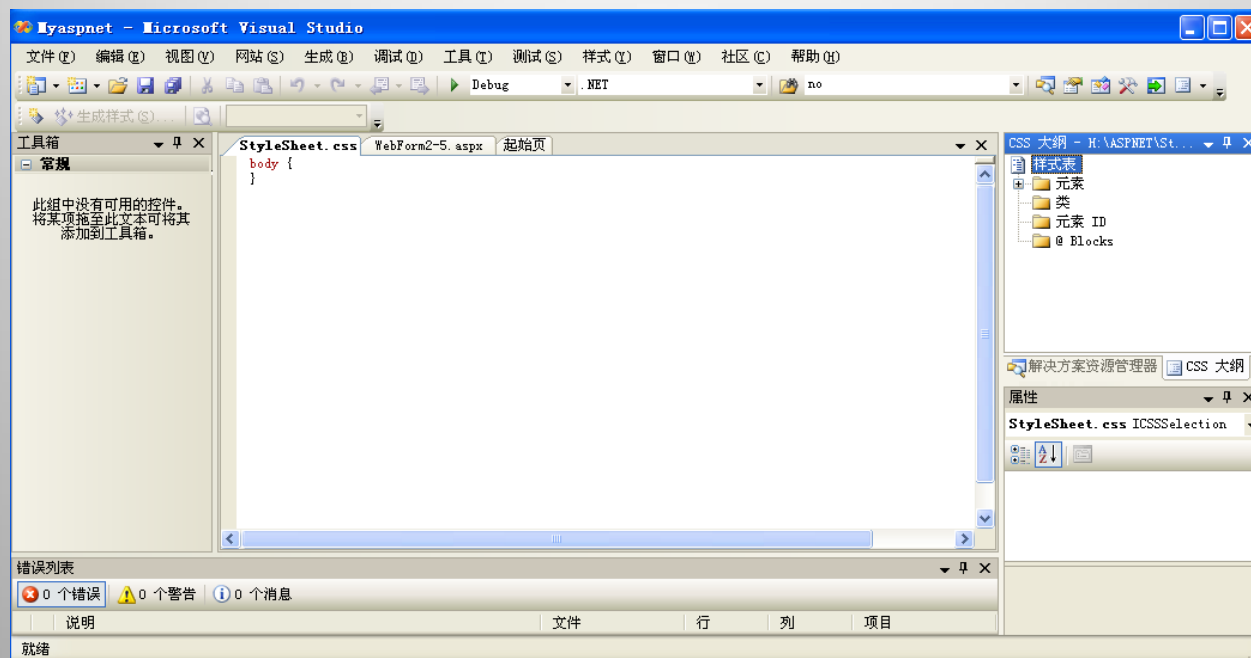 Myaspnet - Microsoft Visual Studio
文件(F) 编辑(E) 视图(V) 网站(S) 生成(B) 调试(D) 工具(T) 测试(S) 样式(Y) 窗口(W) 社区(C) 帮助(H)
Debug .NET no
生成样式(S)...
工具箱
常规
此组中没有可用的控件。
将某项拖至此文本可将其
添加到工具箱。
StyleSheet.css WebForm2-5.aspx 起始页
body {
}
CSS 大纲 - H:\ASPNET\St...
样式表
元素
类
元素 ID
@ Blocks
解决方案资源管理器 CSS 大纲
属性
StyleSheet.css ICSSSelection
错误列表
0 个错误 0 个警告 0 个消息
说明 文件 行 列 项目
就绪